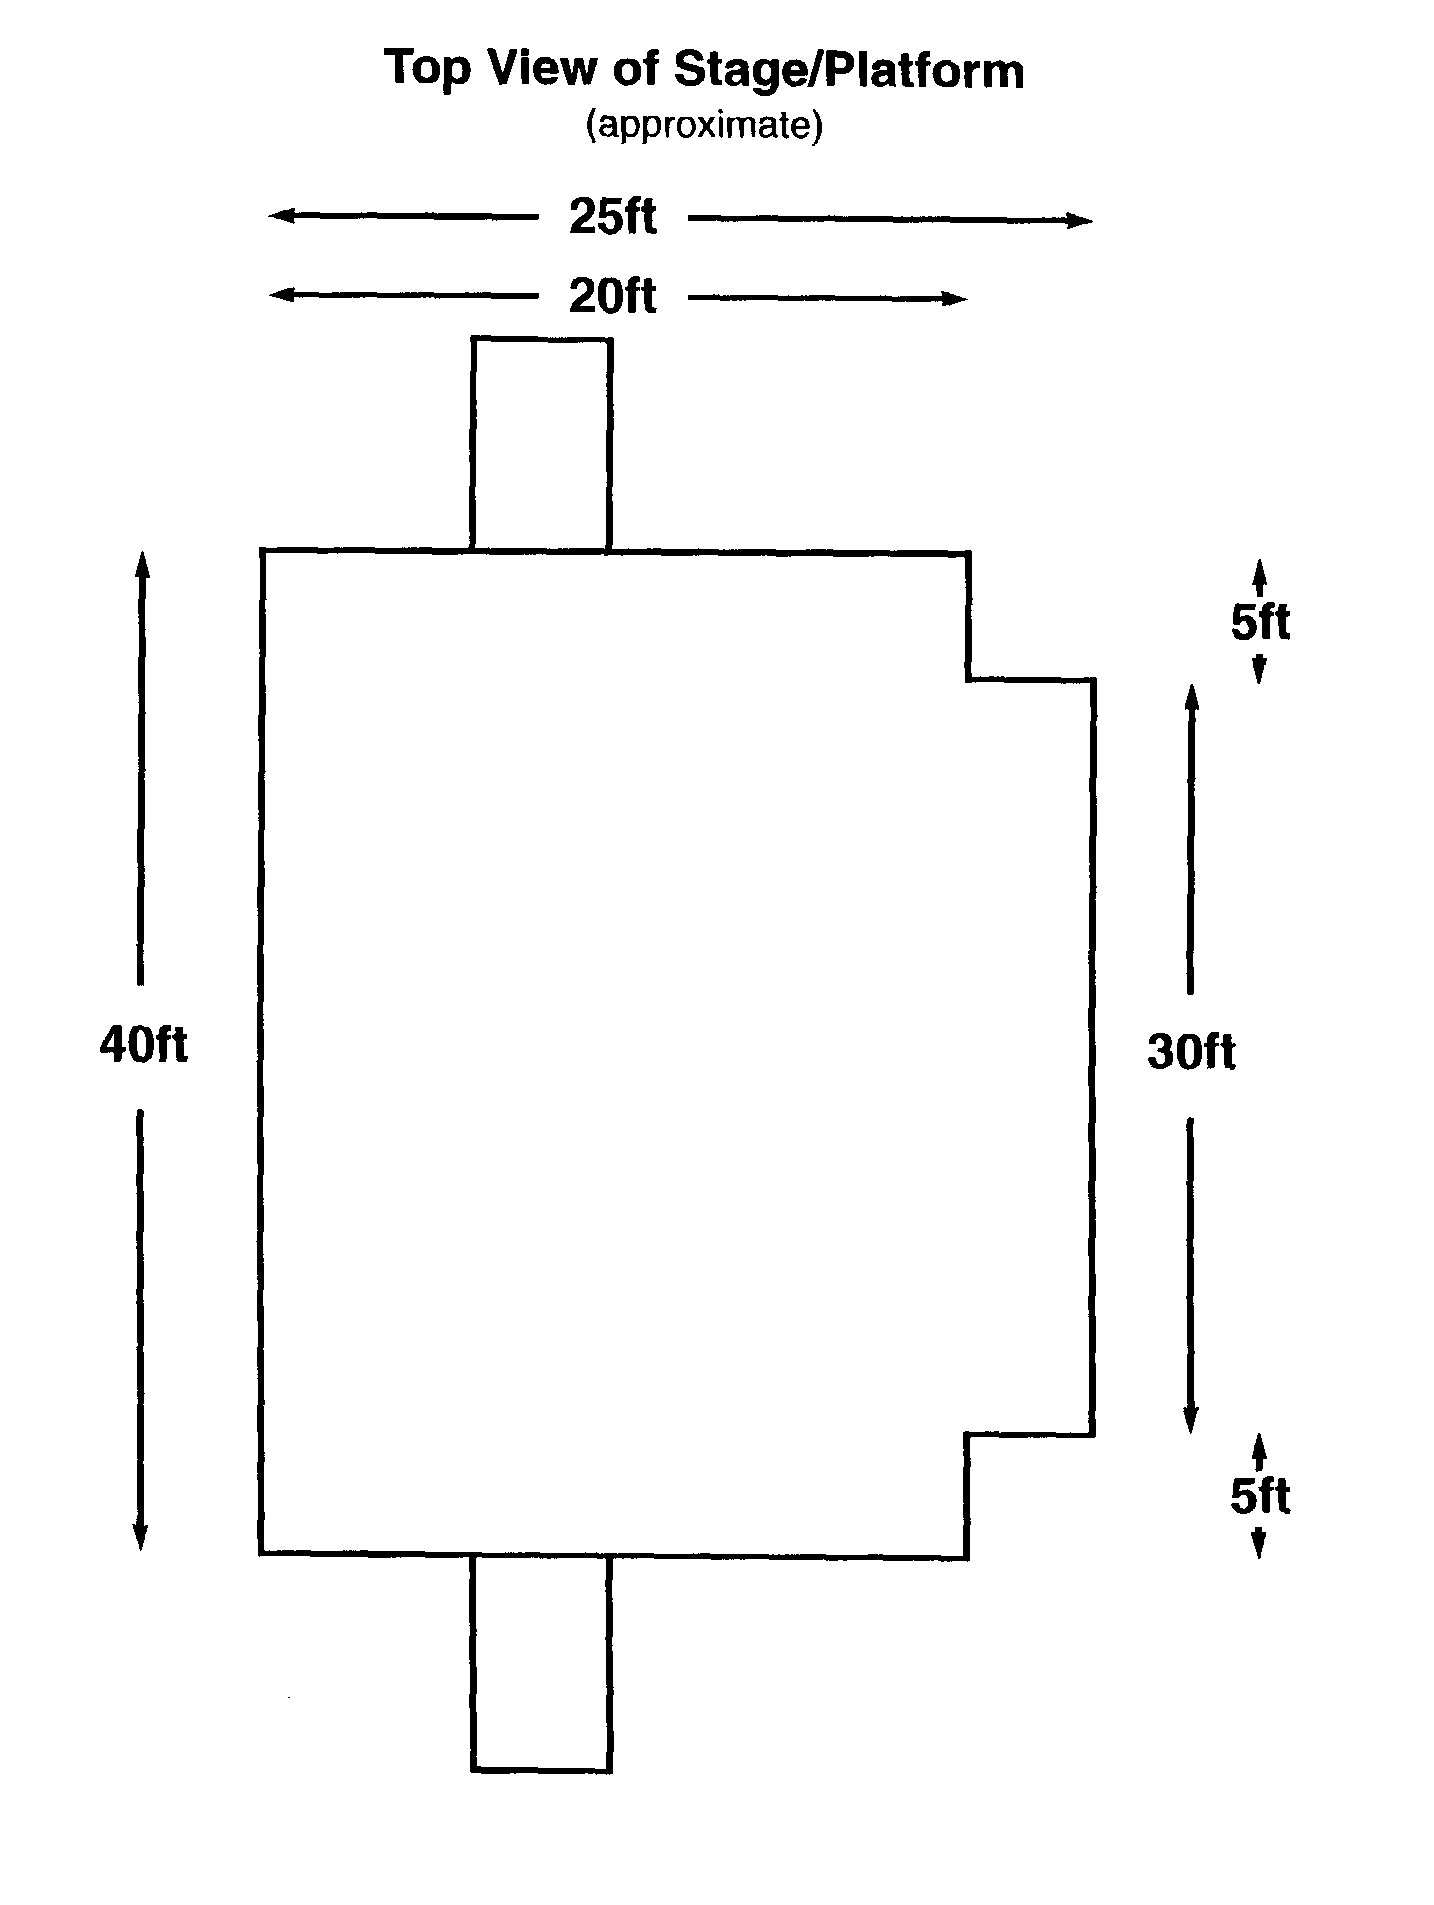 Top View of Stage/Platform
(approximate)
25ft
20ft
5ft
40ft
30ft
5ft